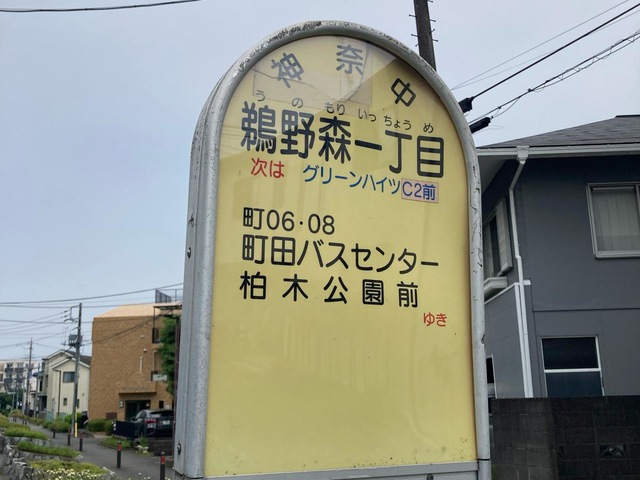 神奈中
うのもりいっちょうめ
鵜野森一丁目
次は グリーンハイツC2前
町06・08
町田バスセンター
柏木公園前
ゆき